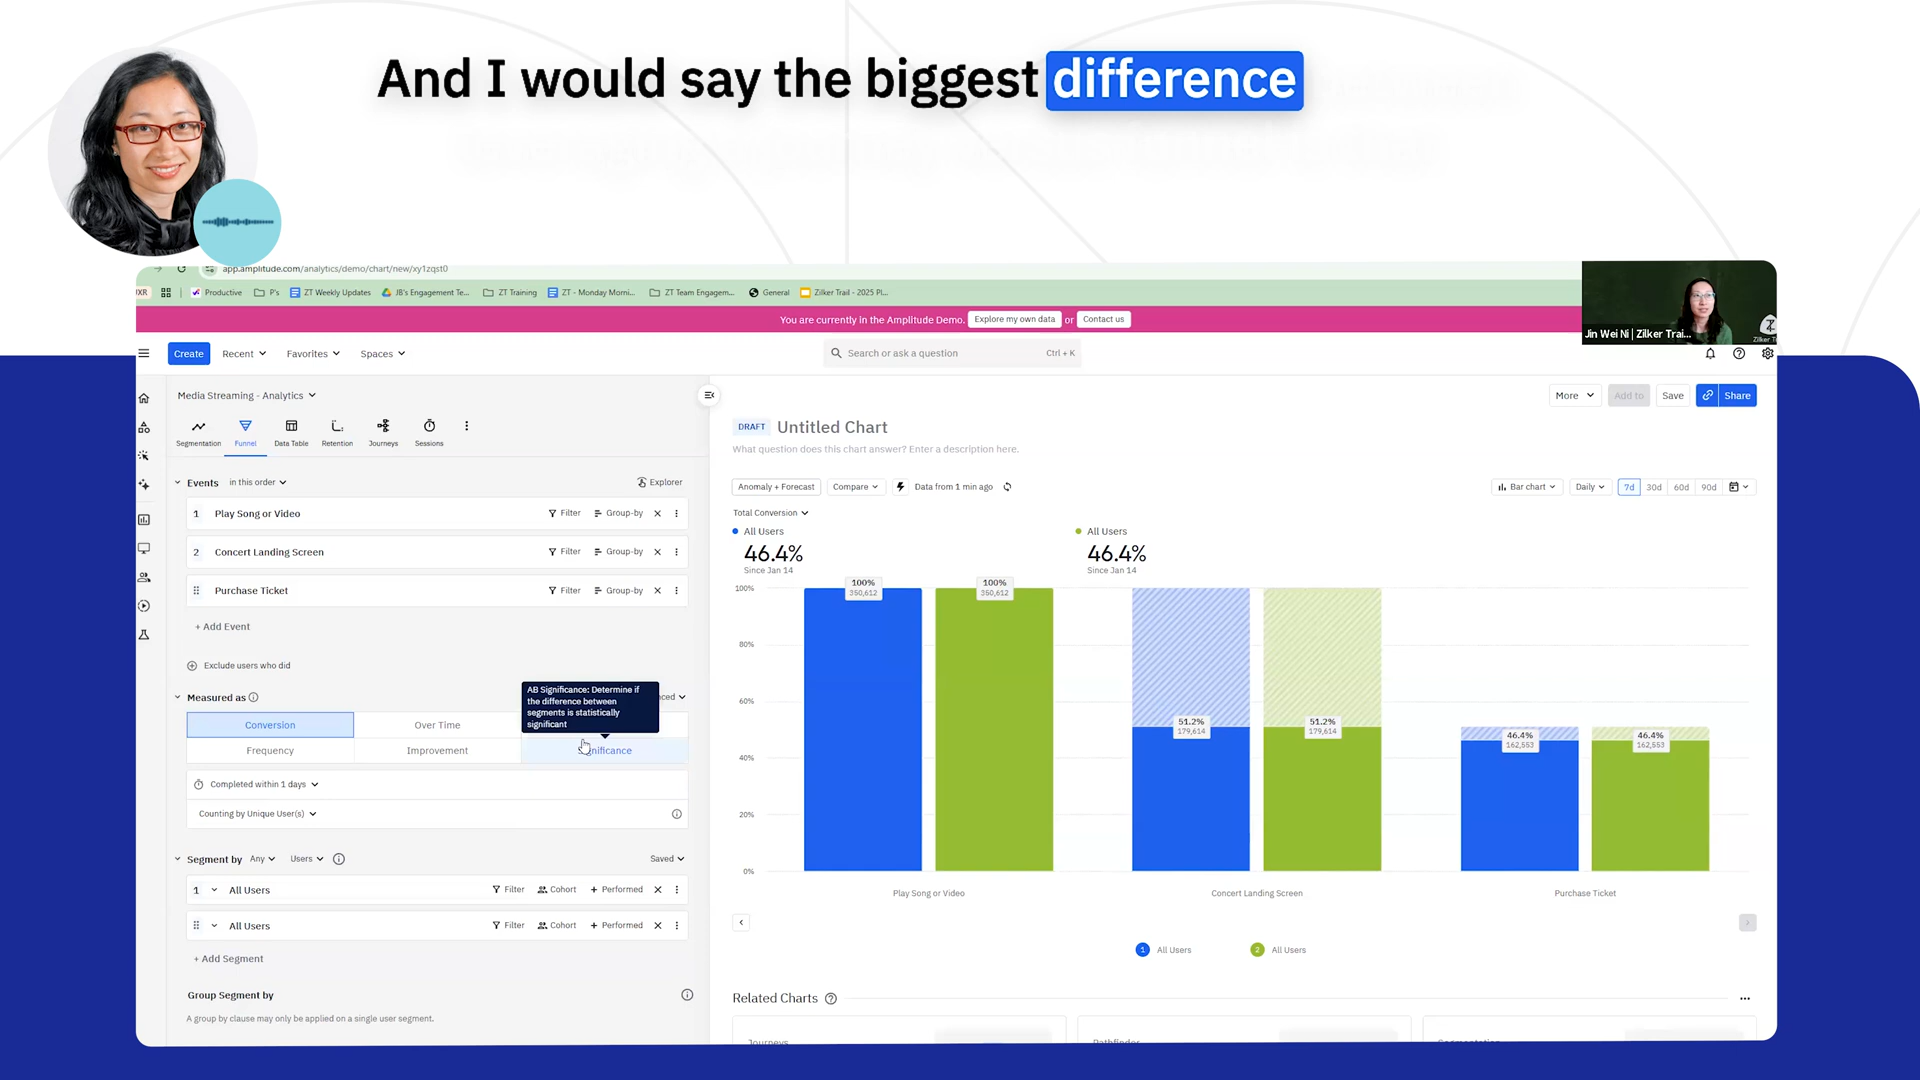 And I would say the biggest difference
app.amplitude.com/analytics/demo/chart/new/xy1zqst0
Productive
P's
ZT Weekly Updates
JB's Engagement Te...
ZT Training
ZT - Monday Morni...
ZT Team Engagem...
General
Zilker Trail - 2025 Pl...
You are currently in the Amplitude Demo. Explore my own data or Contact us
Jin Wei Ni | Zilker Trai...
Create Recent Favorites Spaces
Search or ask a question Ctrl + K
Media Streaming - Analytics
Segmentation Funnel Data Table Retention Journeys Sessions
Events in this order Explorer
1 Play Song or Video Filter Group-by
2 Concert Landing Screen Filter Group-by
Purchase Ticket Filter Group-by
+ Add Event
Exclude users who did
Measured as
AB Significance: Determine if
the difference between
segments is statistically
significant
Conversion Over Time
Frequency Improvement
Completed within 1 days
Counting by Unique User(s)
Segment by Any Users Saved
1 All Users Filter Cohort + Performed
All Users Filter Cohort + Performed
+ Add Segment
Group Segment by
A group by clause may only be applied on a single user segment.
More Add to Save Share
DRAFT Untitled Chart
What question does this chart answer? Enter a description here.
Anomaly + Forecast Compare Data from 1 min ago Bar chart Daily 7d 30d 60d 90d
Total Conversion
All Users All Users
46.4% 46.4%
Since Jan 14 Since Jan 14
100%
80%
60%
40%
20%
0%
100%
350,612
100%
350,612
51.2%
179,614
51.2%
179,614
46.4%
162,553
46.4%
162,553
Play Song or Video Concert Landing Screen Purchase Ticket
1 All Users 2 All Users
Related Charts
Journeys Pathfinder